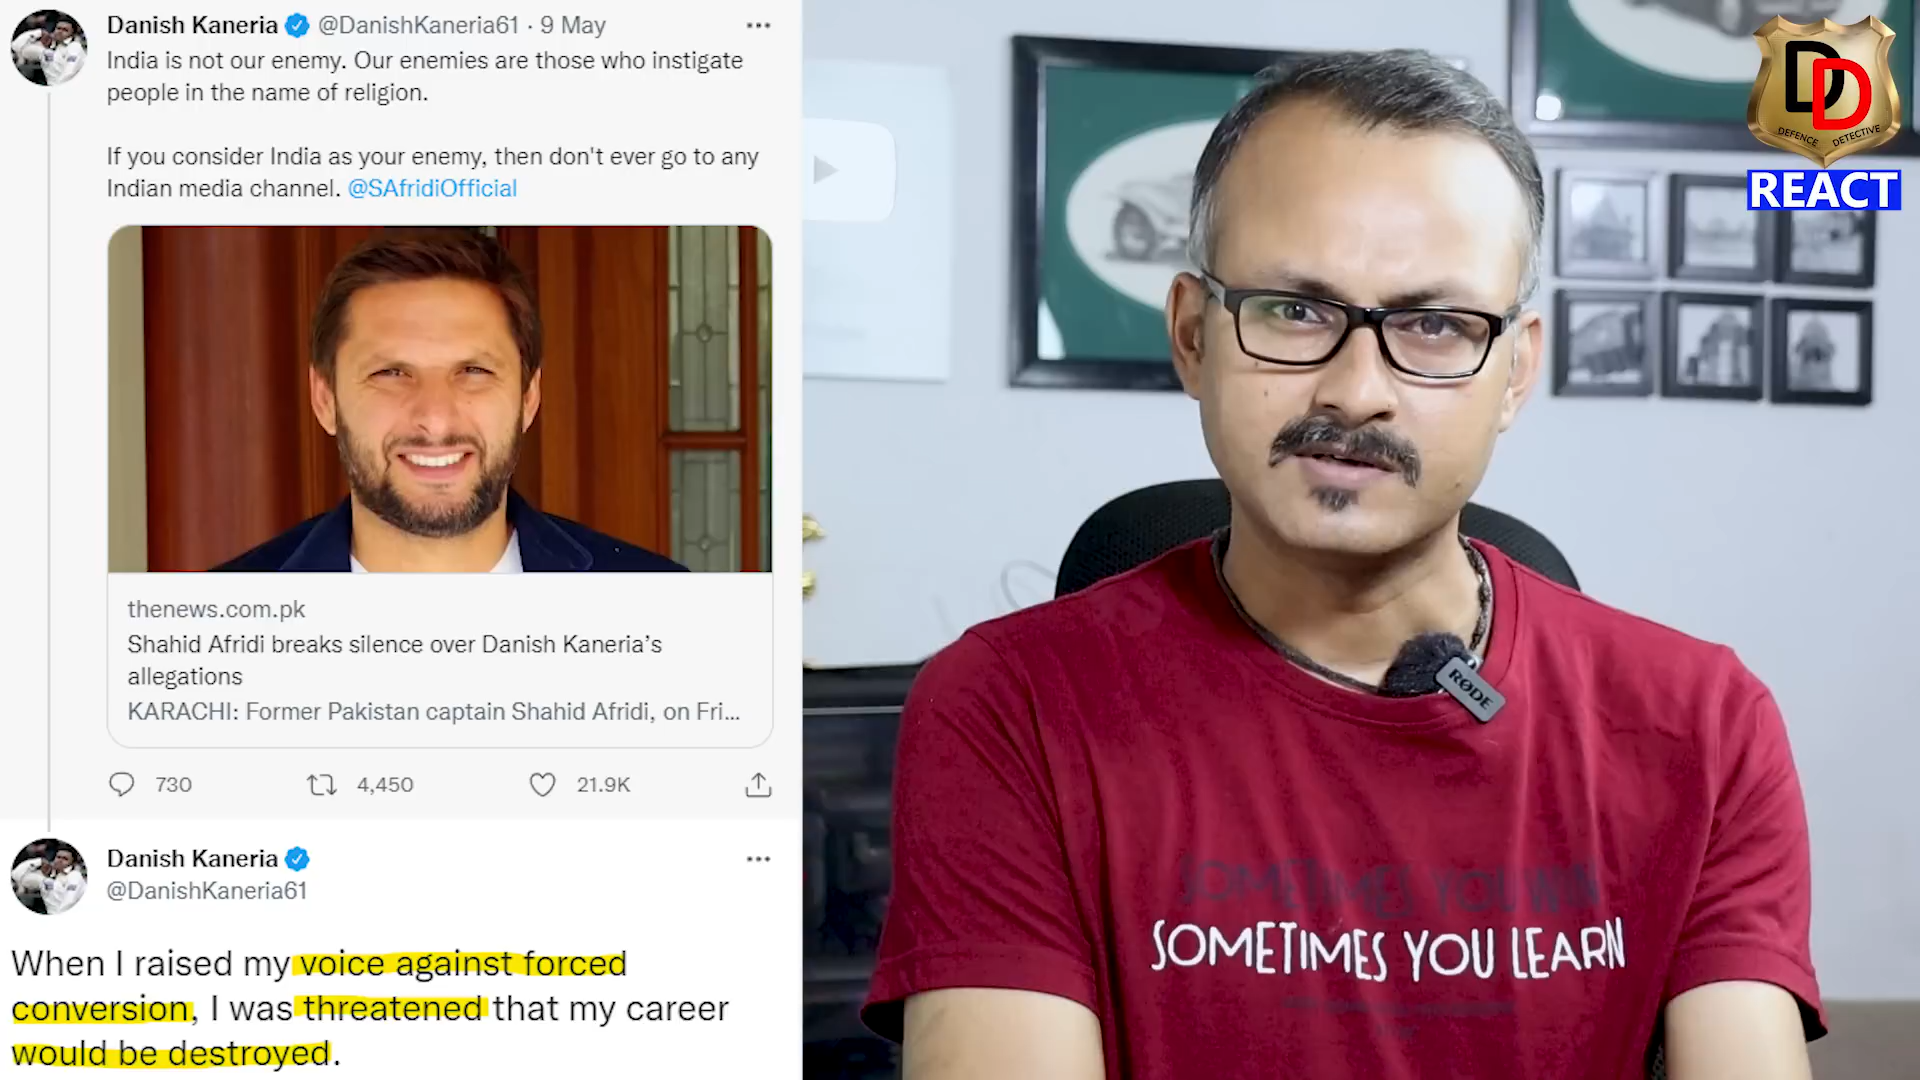 Danish Kaneria @DanishKaneria61 · 9 May
India is not our enemy. Our enemies are those who instigate
people in the name of religion.
If you consider India as your enemy, then don't ever go to any
Indian media channel. @SAfridiOfficial
thenews.com.pk
Shahid Afridi breaks silence over Danish Kaneria’s
allegations
KARACHI: Former Pakistan captain Shahid Afridi, on Fri...
730 4,450 21.9K
Danish Kaneria
@DanishKaneria61
When I raised my voice against forced
conversion, I was threatened that my career
would be destroyed.
DD
DEFENCE DETECTIVE
REACT
RØDE
SOMETIMES YOU WIN
SOMETIMES YOU LEARN